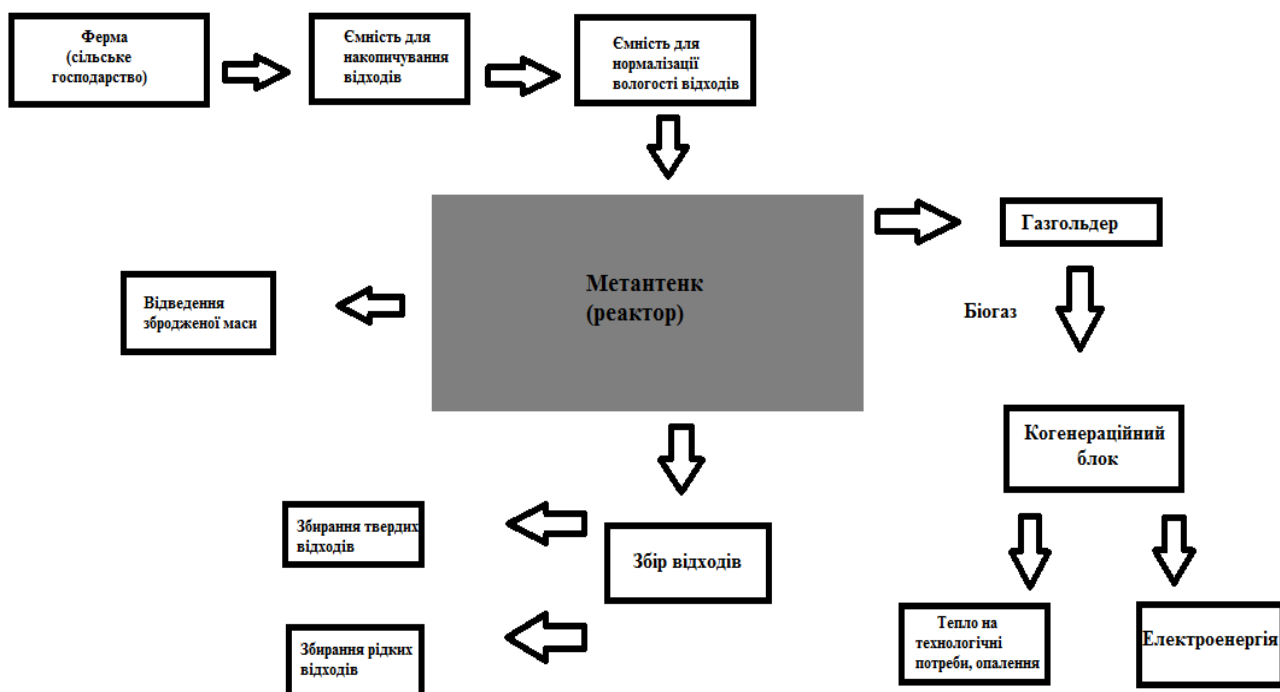 Ферма
(сільське
господарство)
Ємність для
накопичування
відходів
Ємність для
нормалізації
вологості відходів
Метантенк
(реактор)
Газгольдер
Відведення
збродженої маси
Біогаз
Когенераційний
блок
Збирання твердих
відходів
Збір відходів
Збирання рідких
відходів
Тепло на
технологічні
потреби, опалення
Електроенергія